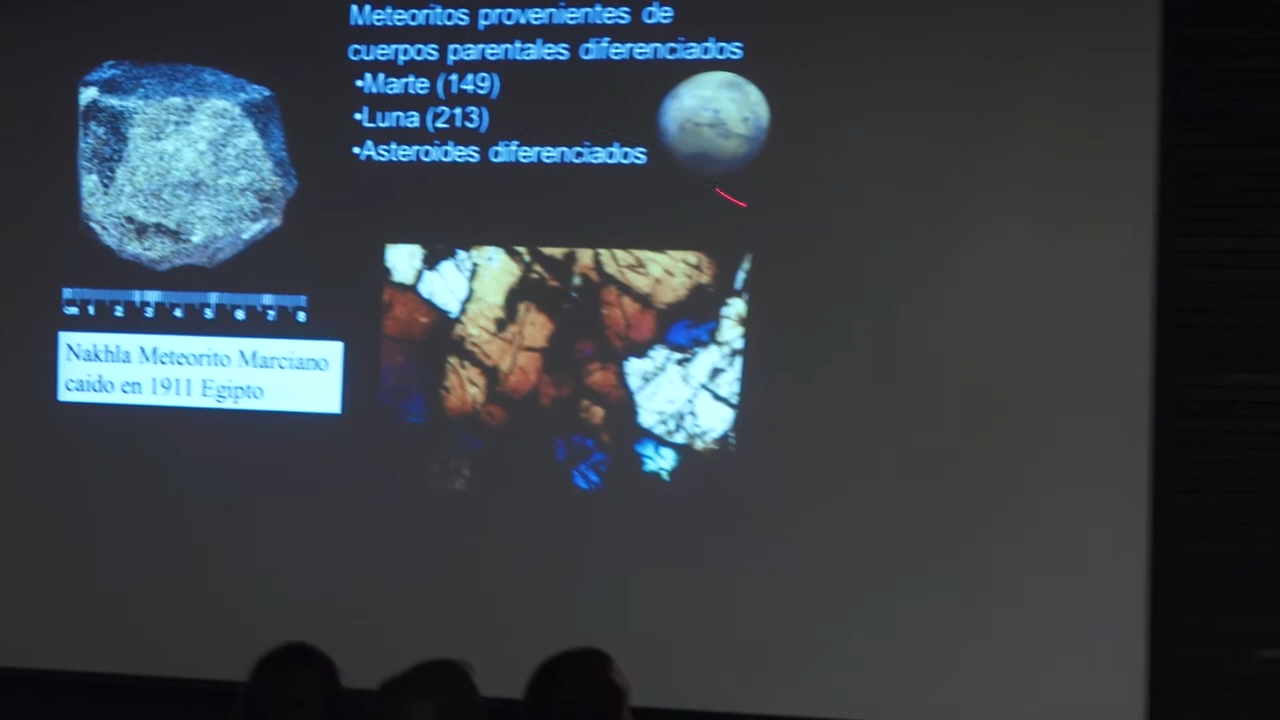 Meteoritos provenientes de
cuerpos parentales diferenciados
•Marte (149)
•Luna (213)
•Asteroides diferenciados
cm 1 2 3 4 5 6 7 8
Nakhla Meteorito Marciano
caido en 1911 Egipto